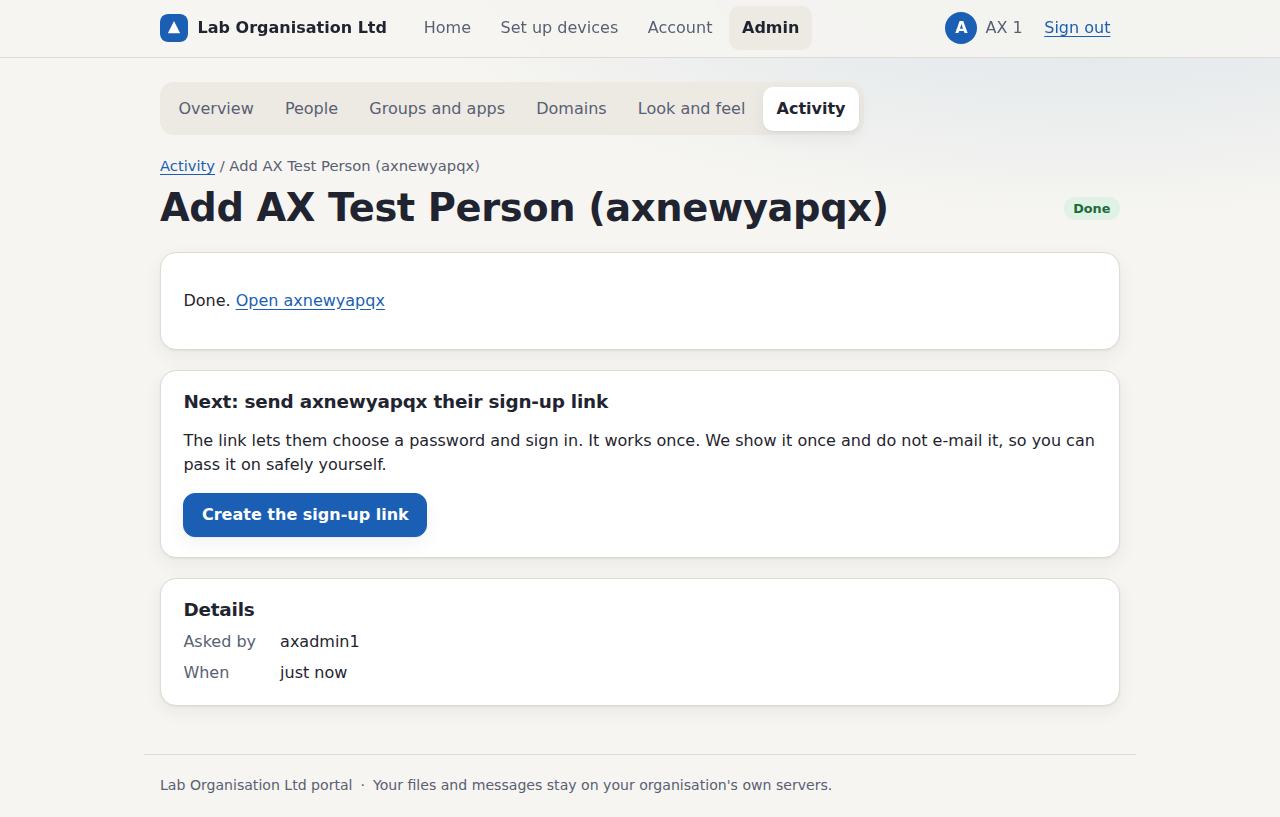 Lab Organisation Ltd Home Set up devices Account Admin A AX 1 Sign out
Overview People Groups and apps Domains Look and feel Activity
Activity / Add AX Test Person (axnewyapqx)
Add AX Test Person (axnewyapqx) Done
Done. Open axnewyapqx
Next: send axnewyapqx their sign-up link
The link lets them choose a password and sign in. It works once. We show it once and do not e-mail it, so you can
pass it on safely yourself.
Create the sign-up link
Details
Asked by axadmin1
When just now
Lab Organisation Ltd portal · Your files and messages stay on your organisation's own servers.